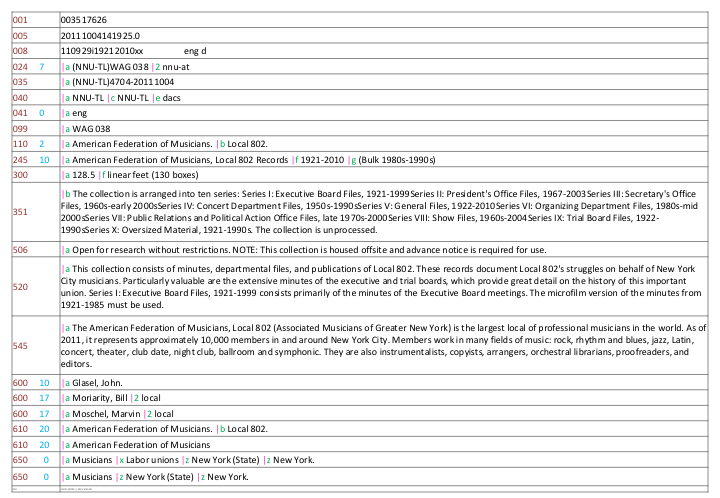 001 003517626
005 20111004141925.0
008 110929i19212010xx eng d
024 7 |a (NNU-TL)WAG 038 |2 nnu-at
035 |a (NNU-TL)4704-20111004
040 |a NNU-TL |c NNU-TL |e dacs
041 0 |a eng
099 |a WAG 038
110 2 |a American Federation of Musicians. |b Local 802.
245 10 |a American Federation of Musicians, Local 802 Records |f 1921-2010 |g (Bulk 1980s-1990s)
300 |a 128.5 |f linear feet (130 boxes)
351 |b The collection is arranged into ten series: Series I: Executive Board Files, 1921-1999Series II: President's Office Files, 1967-2003Series III: Secretary's Office
Files, 1960s-early 2000sSeries IV: Concert Department Files, 1950s-1990sSeries V: General Files, 1922-2010Series VI: Organizing Department Files, 1980s-mid
2000sSeries VII: Public Relations and Political Action Office Files, late 1970s-2000Series VIII: Show Files, 1960s-2004Series IX: Trial Board Files, 1922-
1990sSeries X: Oversized Material, 1921-1990s. The collection is unprocessed.
506 |a Open for research without restrictions. NOTE: This collection is housed offsite and advance notice is required for use.
520 |a This collection consists of minutes, departmental files, and publications of Local 802. These records document Local 802's struggles on behalf of New York
City musicians. Particularly valuable are the extensive minutes of the executive and trial boards, which provide great detail on the history of this important
union. Series I: Executive Board Files, 1921-1999 consists primarily of the minutes of the Executive Board meetings. The microfilm version of the minutes from
1921-1985 must be used.
545 |a The American Federation of Musicians, Local 802 (Associated Musicians of Greater New York) is the largest local of professional musicians in the world. As of
2011, it represents approximately 10,000 members in and around New York City. Members work in many fields of music: rock, rhythm and blues, jazz, Latin,
concert, theater, club date, night club, ballroom and symphonic. They are also instrumentalists, copyists, arrangers, orchestral librarians, proofreaders, and
editors.
600 10 |a Glasel, John.
600 17 |a Moriarity, Bill |2 local
600 17 |a Moschel, Marvin |2 local
610 20 |a American Federation of Musicians. |b Local 802.
610 20 |a American Federation of Musicians
650 0 |a Musicians |x Labor unions |z New York (State) |z New York.
650 0 |a Musicians |z New York (State) |z New York.